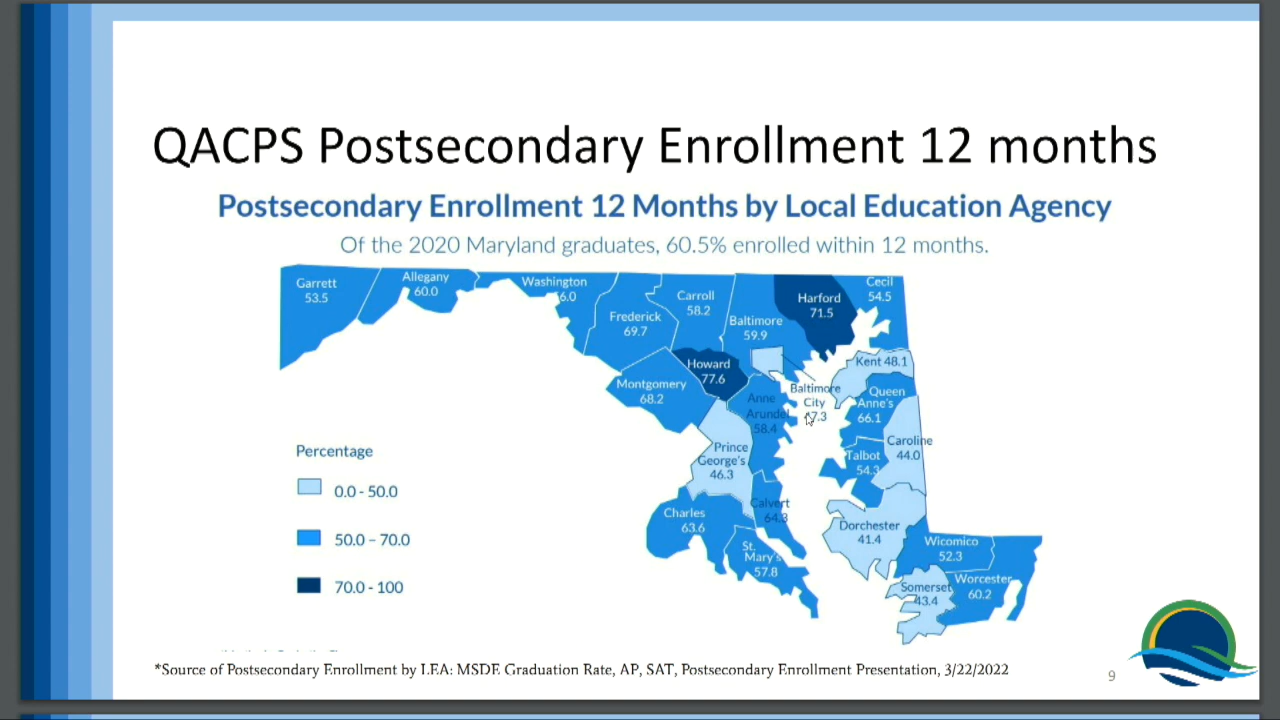 QACPS Postsecondary Enrollment 12 months
Postsecondary Enrollment 12 Months by Local Education Agency
Of the 2020 Maryland graduates, 60.5% enrolled within 12 months.
Garrett
53.5
Allegany
60.0
Washington
6.0
Frederick
69.7
Carroll
58.2
Baltimore
59.9
Harford
71.5
Cecil
54.5
Howard
77.6
Montgomery
68.2
Kent 48.1
Baltimore
City
Anne
Arundel
58.4
Queen
Anne's
66.1
Caroline
44.0
Talbot
54.3
Prince
George's
46.3
Calvert
64.3
Charles
63.6
St.
Mary's
57.8
Dorchester
41.4
Wicomico
52.3
Somerset
43.4
Worcester
60.2
Percentage
0.0 - 50.0
50.0 – 70.0
70.0 - 100
*Source of Postsecondary Enrollment by LEA: MSDE Graduation Rate, AP, SAT, Postsecondary Enrollment Presentation, 3/22/2022
9